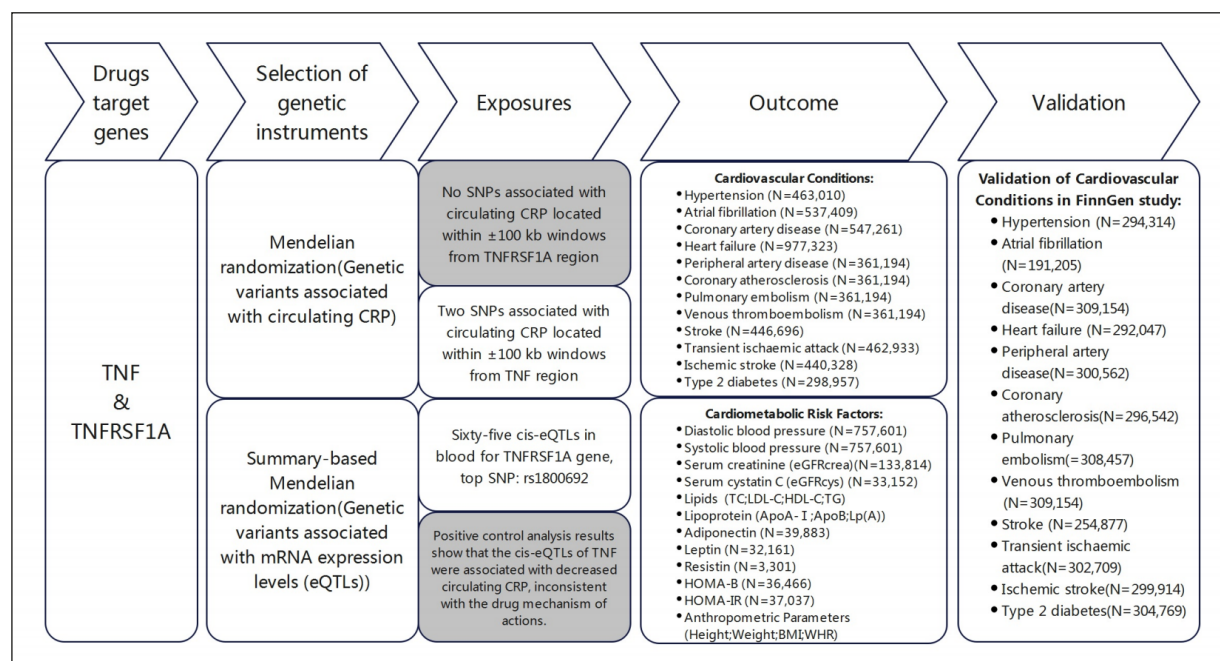 Drugs
target
genes
Selection of
genetic
instruments
Exposures
Outcome
Validation
TNF
&
TNFRSF1A
Mendelian
randomization(Genetic
variants associated
with circulating CRP)
Summary-based
Mendelian
randomization(Genetic
variants associated
with mRNA expression
levels (eQTLs))
No SNPs associated with
circulating CRP located
within ±100 kb windows
from TNFRSF1A region
Two SNPs associated with
circulating CRP located
within ±100 kb windows
from TNF region
Sixty-five cis-eQTLs in
blood for TNFRSF1A gene,
top SNP: rs1800692
Positive control analysis results
show that the cis-eQTLs of TNF
were associated with decreased
circulating CRP, inconsistent
with the drug mechanism of
actions.
Cardiovascular Conditions:
• Hypertension (N=463,010)
• Atrial fibrillation (N=537,409)
• Coronary artery disease (N=547,261)
• Heart failure (N=977,323)
• Peripheral artery disease (N=361,194)
• Coronary atherosclerosis (N=361,194)
• Pulmonary embolism (N=361,194)
• Venous thromboembolism (N=361,194)
• Stroke (N=446,696)
• Transient ischaemic attack (N=462,933)
• Ischemic stroke (N=440,328)
• Type 2 diabetes (N=298,957)
Cardiometabolic Risk Factors:
• Diastolic blood pressure (N=757,601)
• Systolic blood pressure (N=757,601)
• Serum creatinine (eGFRcrea)(N=133,814)
• Serum cystatin C (eGFRcys)(N=33,152)
• Lipids (TC;LDL-C;HDL-C;TG)
• Lipoprotein (ApoA-Ⅰ;ApoB;Lp(A))
• Adiponectin (N=39,883)
• Leptin (N=32,161)
• Resistin (N=3,301)
• HOMA-B (N=36,466)
• HOMA-IR (N=37,037)
• Anthropometric Parameters
(Height;Weight;BMI;WHR)
Validation of Cardiovascular
Conditions in FinnGen study:
• Hypertension (N=294,314)
• Atrial fibrillation
(N=191,205)
• Coronary artery
disease(N=309,154)
• Heart failure (N=292,047)
• Peripheral artery
disease(N=300,562)
• Coronary
atherosclerosis(N=296,542)
• Pulmonary
embolism(=308,457)
• Venous thromboembolism
(N=309,154)
• Stroke (N=254,877)
• Transient ischaemic
attack(N=302,709)
• Ischemic stroke(N=299,914)
• Type 2 diabetes(N=304,769)